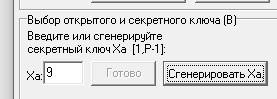 Выбор открытого и секретного ключа (B)
Введите или сгенерируйте
секретный ключ Xa [1,P-1]:
Xa: 9 Готово Сгенерировать Xa